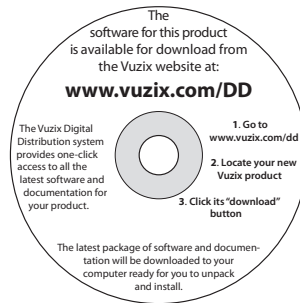 The
software for this product
is available for download from
the Vuzix website at:
www.vuzix.com/DD
The Vuzix Digital
Distribution system
provides one-click
access to all the
latest software and
documentation for
your product.
1. Go to
www.vuzix.com/dd
2. Locate your new
Vuzix product
3. Click its “download”
button
The latest package of software and documen-
tation will be downloaded to your
computer ready for you to unpack
and install.